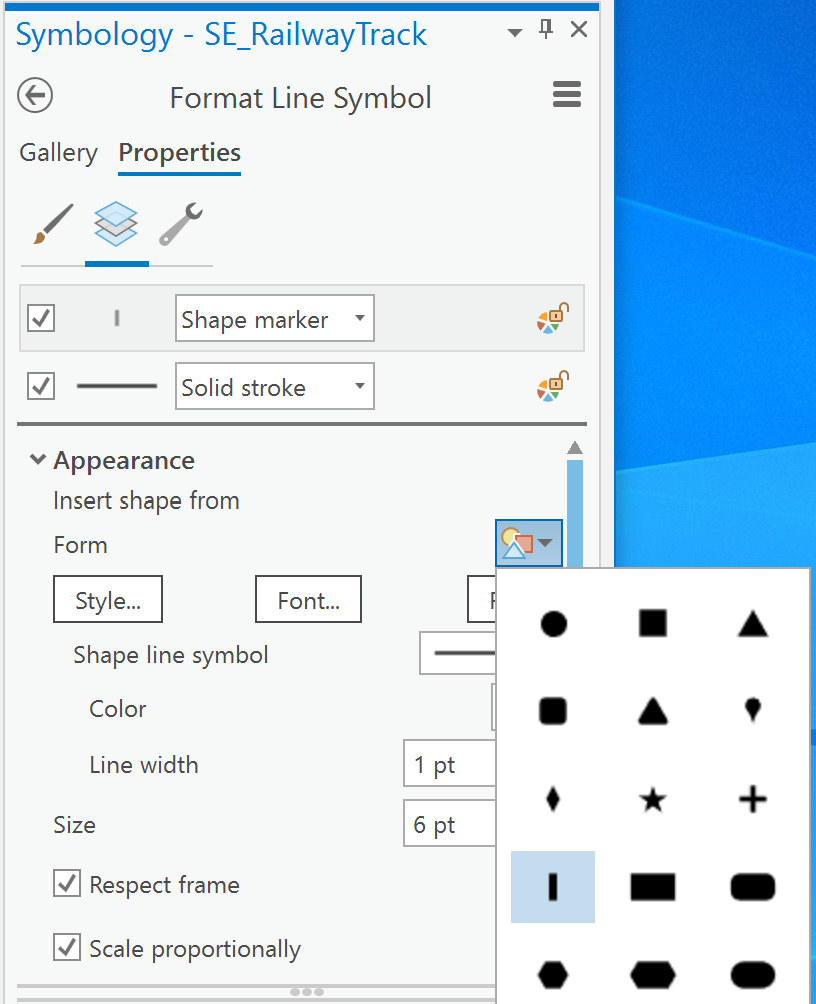 Symbology - SE_RailwayTrack
Format Line Symbol
Gallery Properties
Shape marker
Solid stroke
Appearance
Insert shape from
Form
Style... Font...
Shape line symbol
Color
Line width 1 pt
Size 6 pt
Respect frame
Scale proportionally